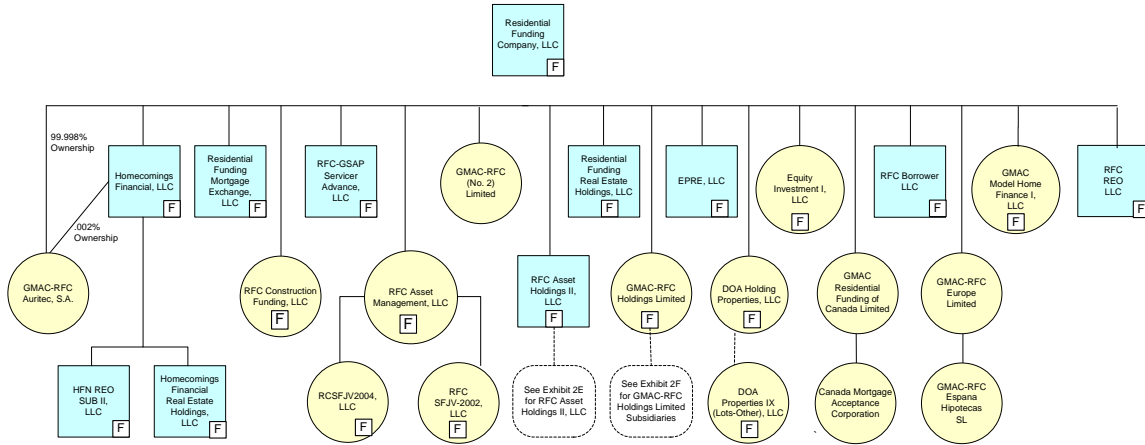 Residential
Funding
Company, LLC
F
99.998%
Ownership
Homecomings
Financial, LLC
F
Residential
Funding
Mortgage
Exchange,
LLC
F
RFC-GSAP
Servicer
Advance,
LLC
F
GMAC-RFC
(No. 2)
Limited
Residential
Funding
Real Estate
Holdings, LLC
F
EPRE, LLC
F
Equity
Investment I,
LLC
F
RFC Borrower
LLC
F
GMAC
Model Home
Finance I,
LLC
F
RFC
REO
LLC
F
.002%
Ownership
GMAC-RFC
Auritec, S.A.
RFC Construction
Funding, LLC
F
RFC Asset
Management, LLC
F
RFC Asset
Holdings II,
LLC
F
GMAC-RFC
Holdings Limited
F
DOA Holding
Properties, LLC
F
GMAC
Residential
Funding of
Canada Limited
GMAC-RFC
Europe
Limited
HFN REO
SUB II,
LLC
F
Homecomings
Financial
Real Estate
Holdings,
LLC
F
RCSFJV2004,
LLC
F
RFC
SFJV-2002,
LLC
F
See Exhibit 2E
for RFC Asset
Holdings II, LLC
See Exhibit 2F
for GMAC-RFC
Holdings Limited
Subsidiaries
DOA
Properties IX
(Lots-Other), LLC
F
Canada Mortgage
Acceptance
Corporation
GMAC-RFC
Espana
Hipotecas
SL